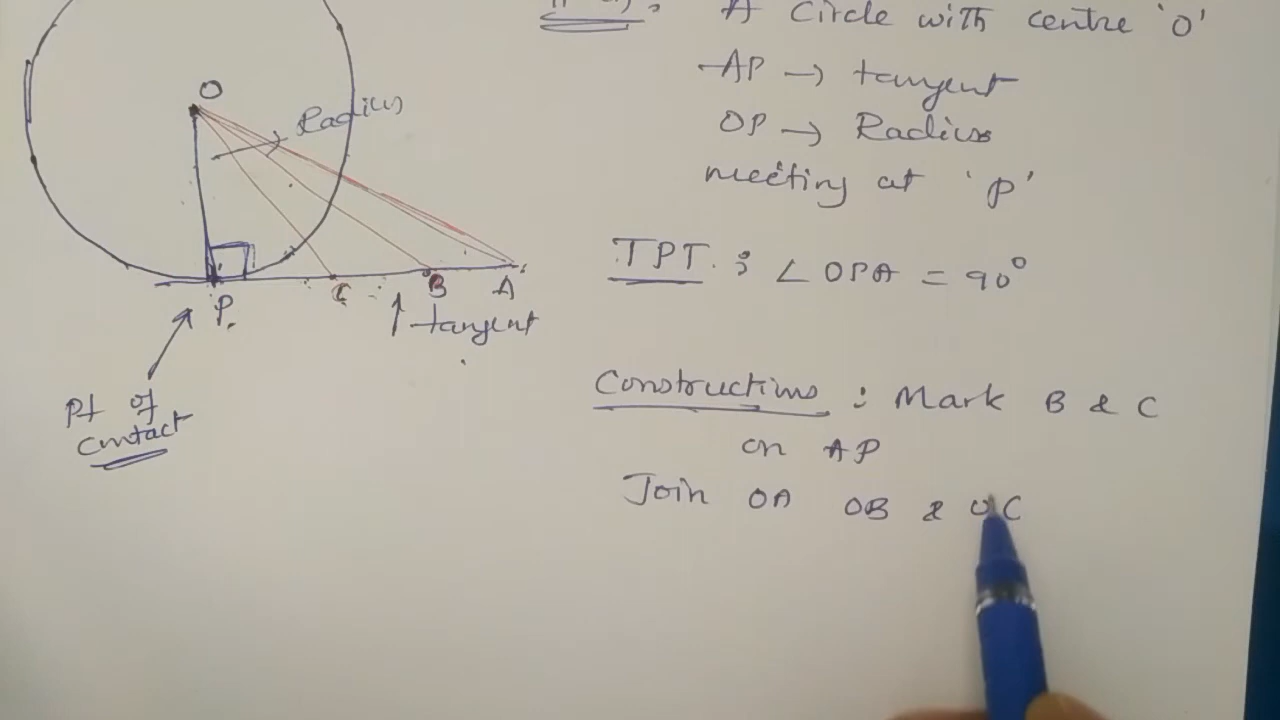 A Circle with centre 'O'
AP → tangent
OP → Radius
meeting at 'p'
TPT : ∠OPA = 90°
Constructions : Mark B & C
on AP
Join OA OB & OC
O
Radius
P.
C
B
A
tangent
Pt of
contact